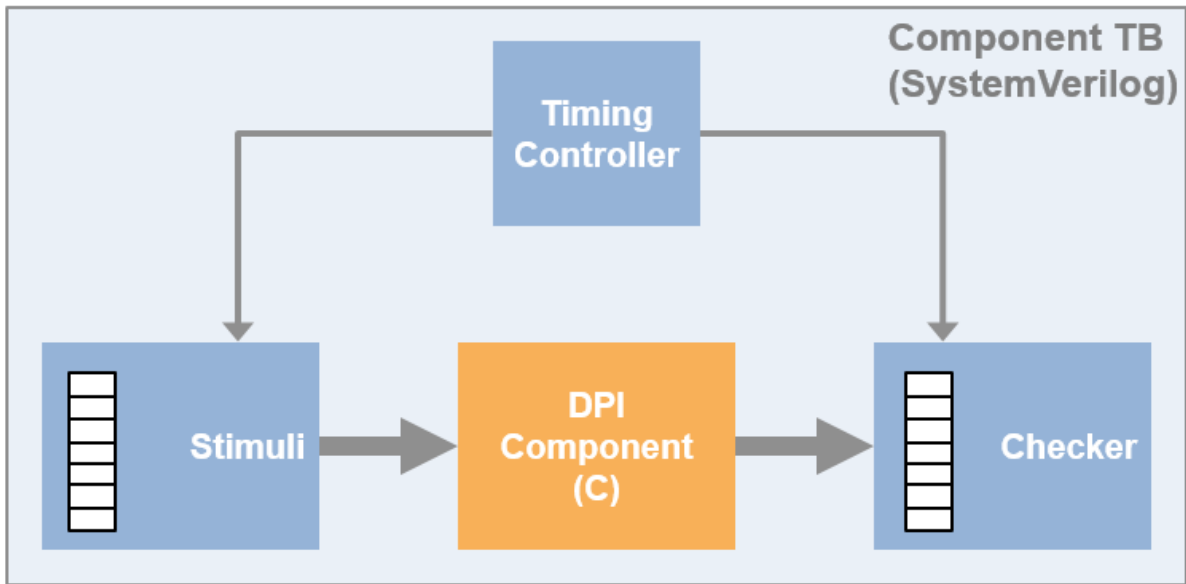 Component TB
(SystemVerilog)
Timing
Controller
Stimuli
DPI
Component
(C)
Checker